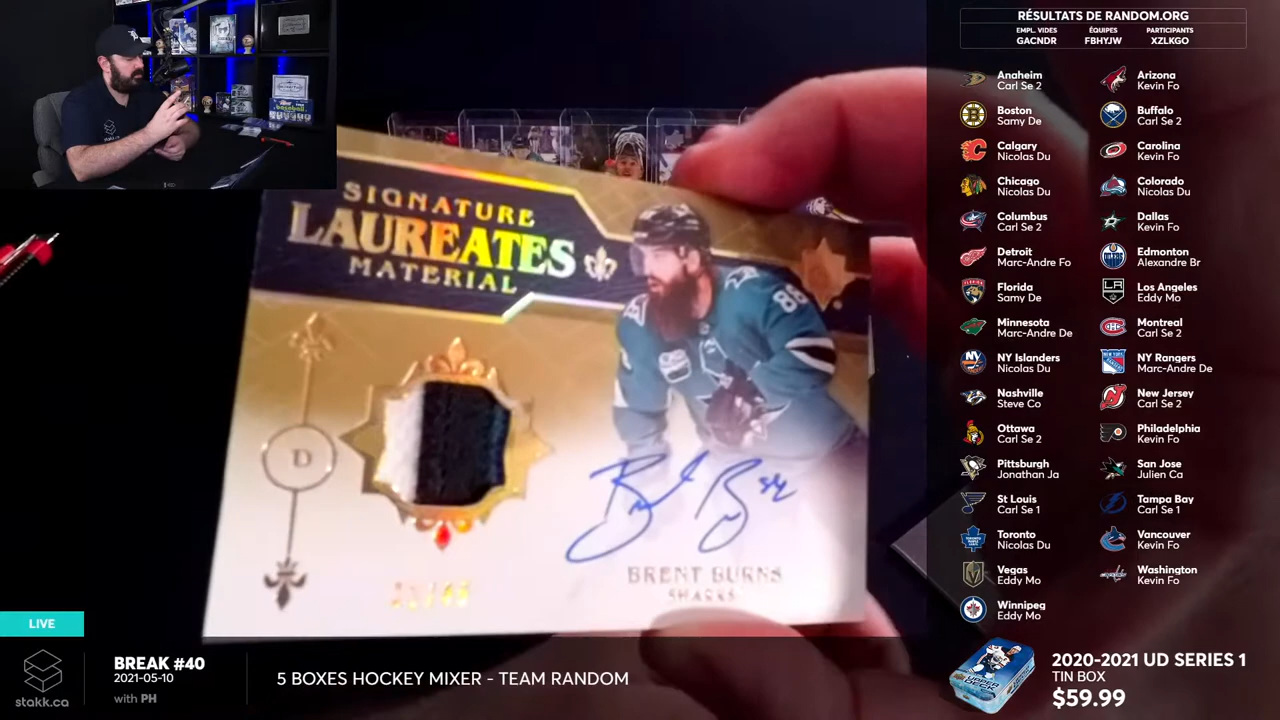 RÉSULTATS DE RANDOM.ORG
EMPL. VIDES ÉQUIPES PARTICIPANTS
GACNDR FBHYJW XZLKGO
Anaheim
Carl Se 2
Arizona
Kevin Fo
Boston
Samy De
Buffalo
Carl Se 2
Calgary
Nicolas Du
Carolina
Kevin Fo
Chicago
Nicolas Du
Colorado
Nicolas Du
Columbus
Carl Se 2
Dallas
Kevin Fo
Detroit
Marc-Andre Fo
Edmonton
Alexandre Br
Florida
Samy De
Los Angeles
Eddy Mo
Minnesota
Marc-Andre De
Montreal
Carl Se 2
NY Islanders
Nicolas Du
NY Rangers
Marc-Andre De
Nashville
Steve Co
New Jersey
Carl Se 2
Ottawa
Carl Se 2
Philadelphia
Kevin Fo
Pittsburgh
Jonathan Ja
San Jose
Julien Ca
St Louis
Carl Se 1
Tampa Bay
Carl Se 1
Toronto
Nicolas Du
Vancouver
Kevin Fo
Vegas
Eddy Mo
Washington
Kevin Fo
Winnipeg
Eddy Mo
SIGNATURE
LAUREATES
MATERIAL
88
D
BRENT BURNS
SHARKS
LIVE
stakk.ca
BREAK #40
2021-05-10
with PH
5 BOXES HOCKEY MIXER - TEAM RANDOM
2020-2021 UD SERIES 1
TIN BOX
$59.99